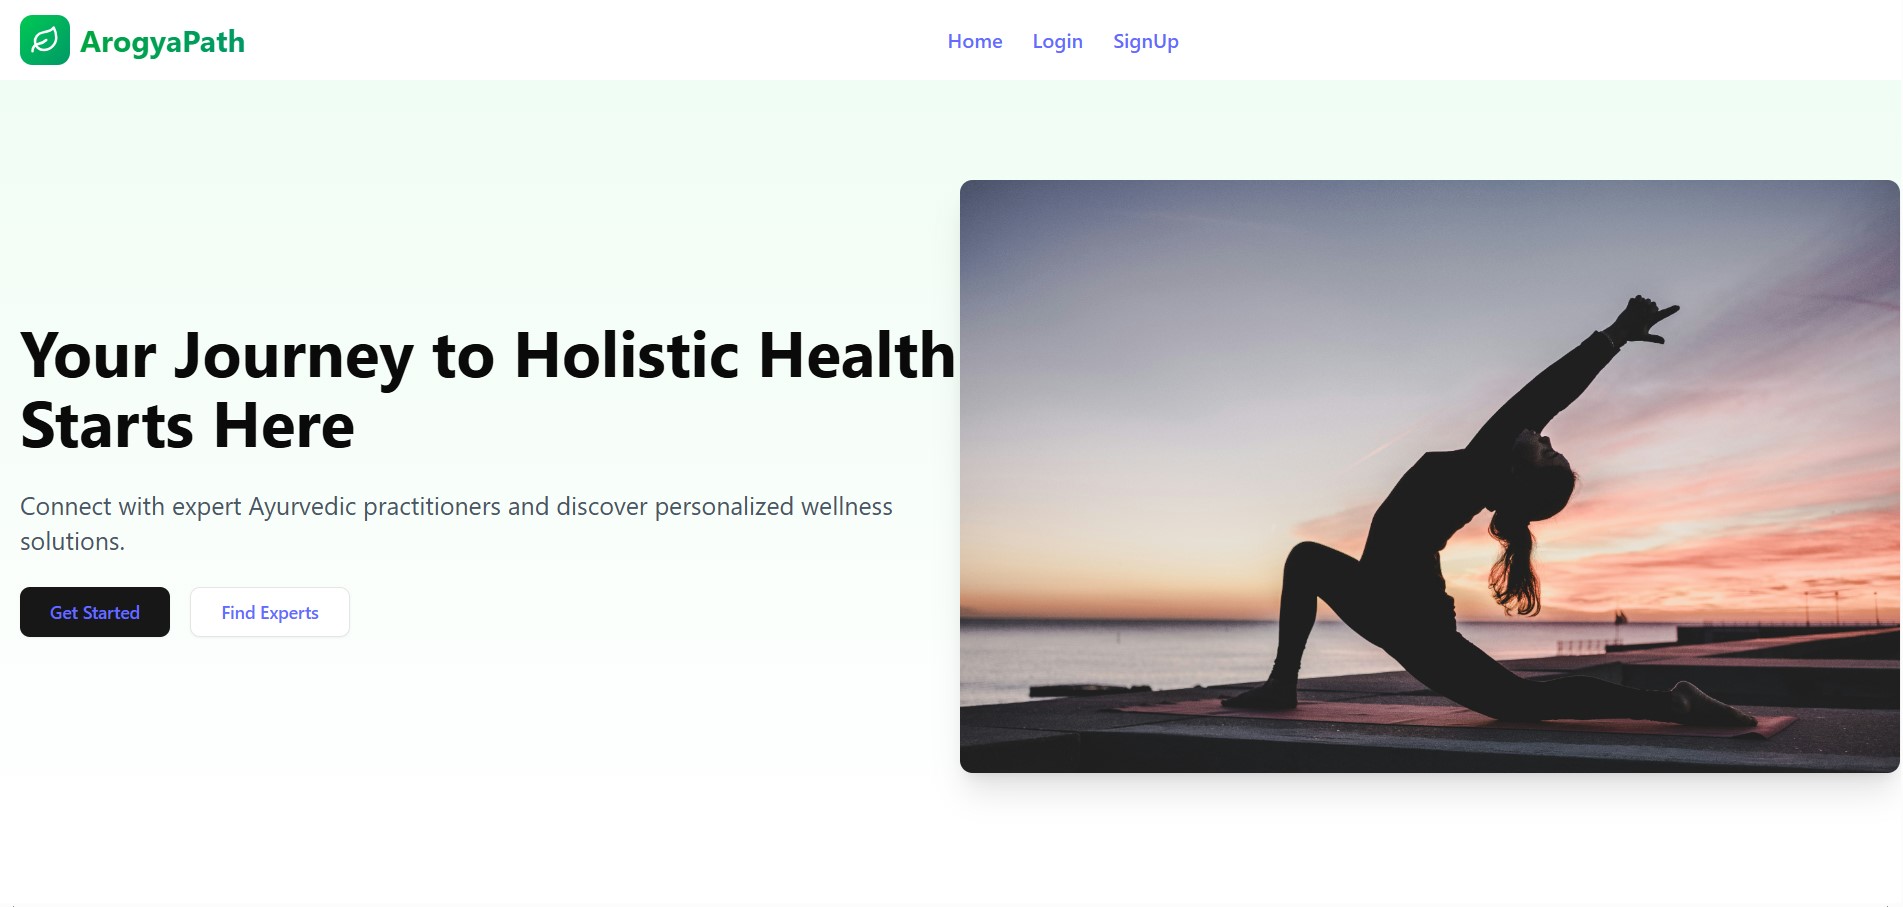 ArogyaPath
Home
Login
SignUp
Your Journey to Holistic Health
Starts Here
Connect with expert Ayurvedic practitioners and discover personalized wellness
solutions.
Get Started
Find Experts